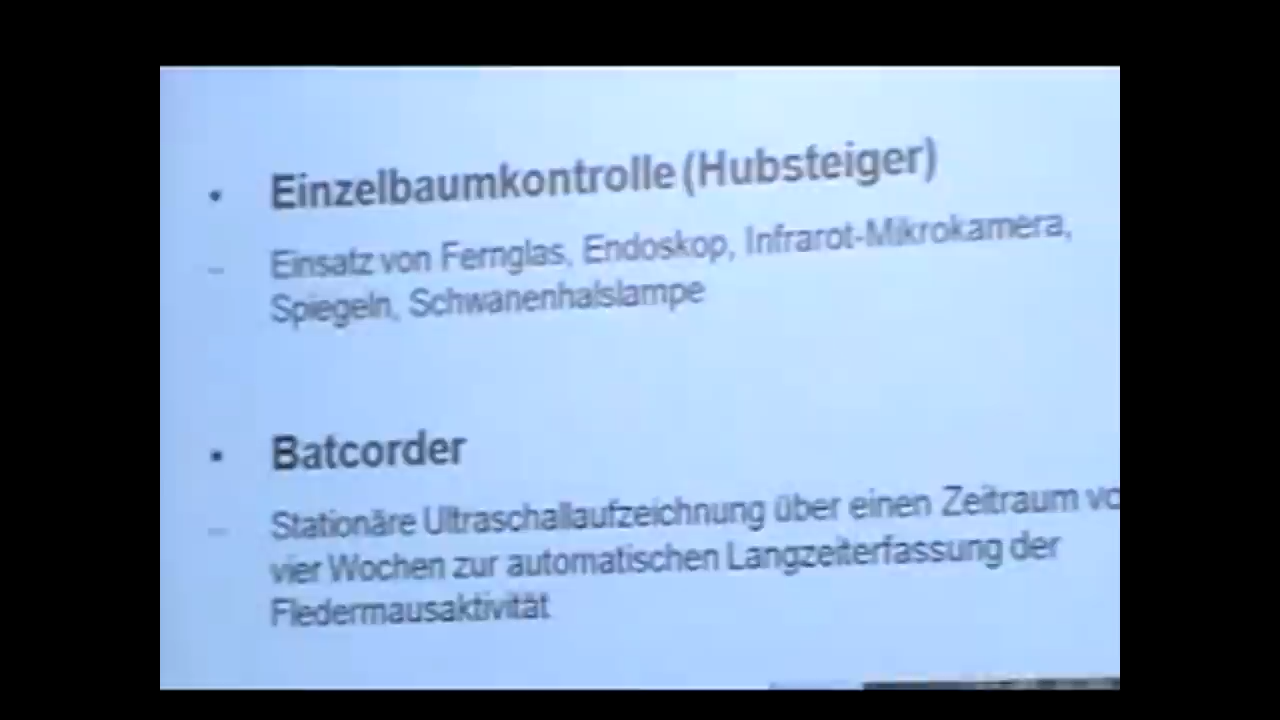 • Einzelbaumkontrolle (Hubsteiger)
– Einsatz von Fernglas, Endoskop, Infrarot-Mikrokamera,
Spiegeln, Schwanenhalslampe
• Batcorder
– Stationäre Ultraschallaufzeichnung über einen Zeitraum
vier Wochen zur automatischen Langzeiterfassung der
Fledermausaktivität